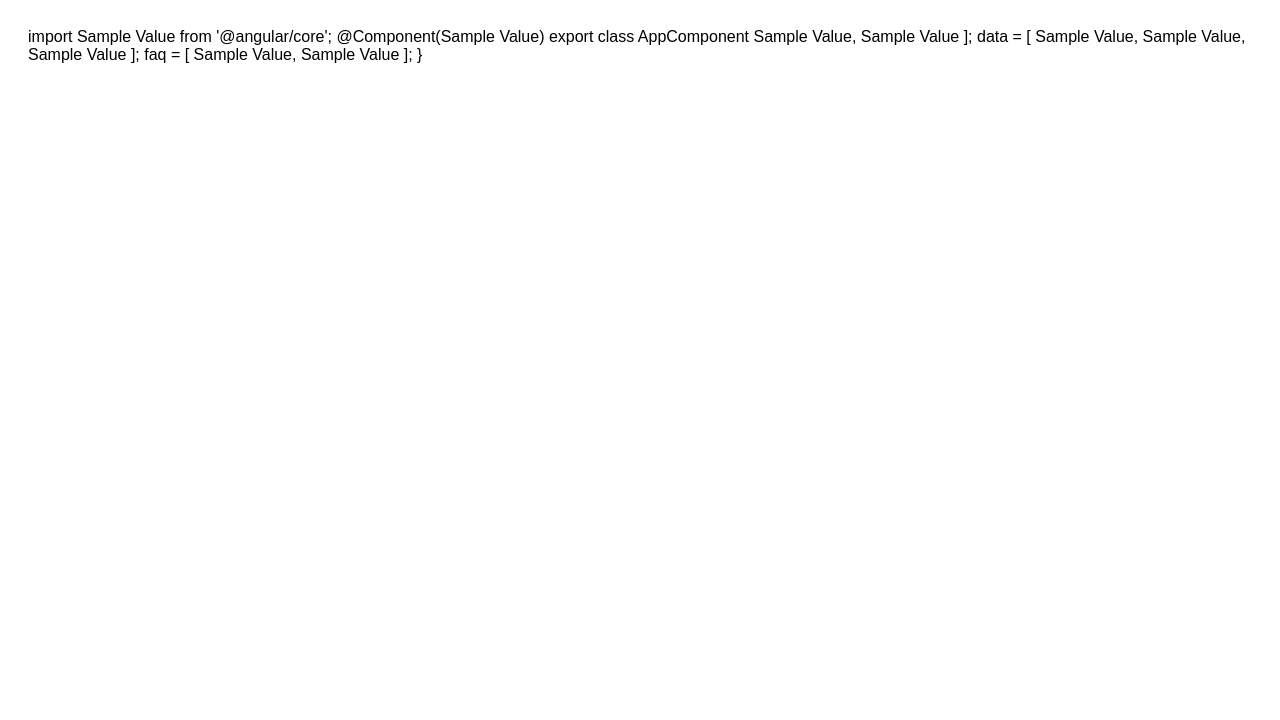 import Sample Value from '@angular/core'; @Component(Sample Value) export class AppComponent Sample Value, Sample Value ]; data = [ Sample Value, Sample Value,
Sample Value ]; faq = [ Sample Value, Sample Value ]; }